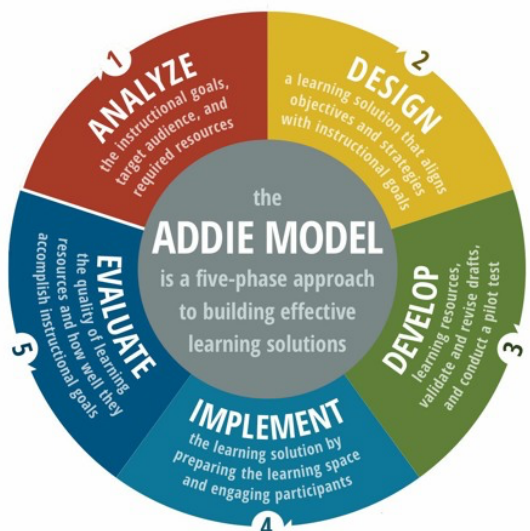 the
ADDIE MODEL
is a five-phase approach
to building effective
learning solutions
1
ANALYZE
the instructional goals,
target audience, and
required resources
2
DESIGN
a learning solution that aligns
objectives and strategies
with instructional goals
3
DEVELOP
learning resources,
validate and revise drafts,
and conduct a pilot test
4
IMPLEMENT
the learning solution by
preparing the learning space
and engaging participants
5
EVALUATE
the quality of learning
resources and how well they
accomplish instructional goals